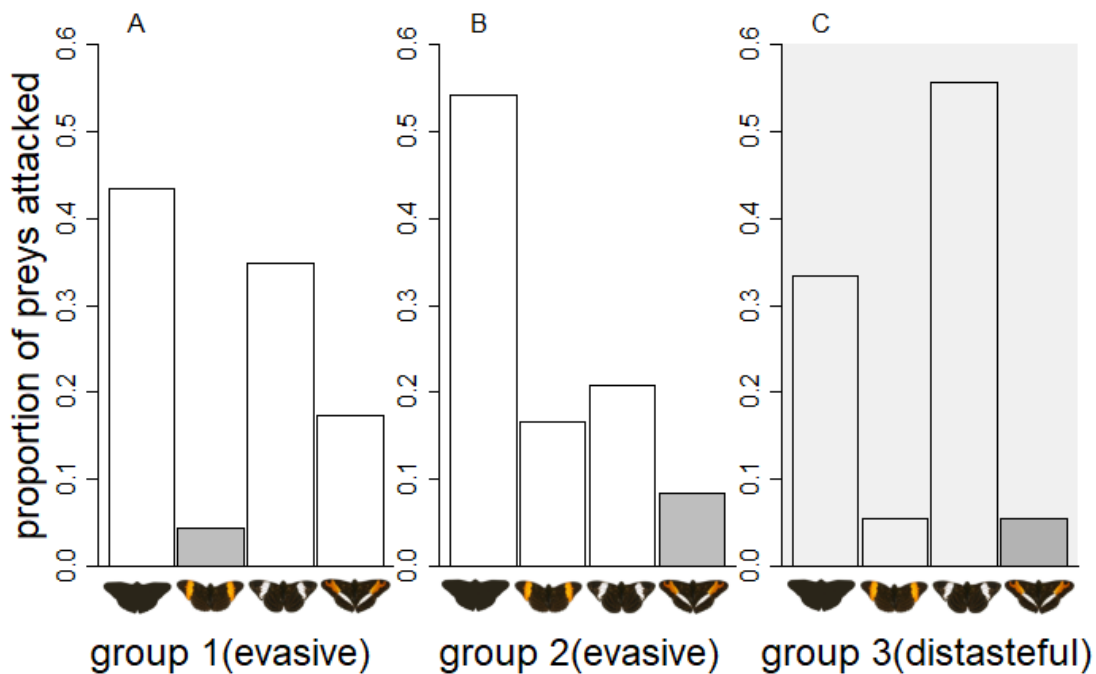 A
B
C
proportion of preys attacked
0.0 0.1 0.2 0.3 0.4 0.5 0.6
0.0 0.1 0.2 0.3 0.4 0.5 0.6
0.0 0.1 0.2 0.3 0.4 0.5 0.6
group 1(evasive)
group 2(evasive)
group 3(distasteful)